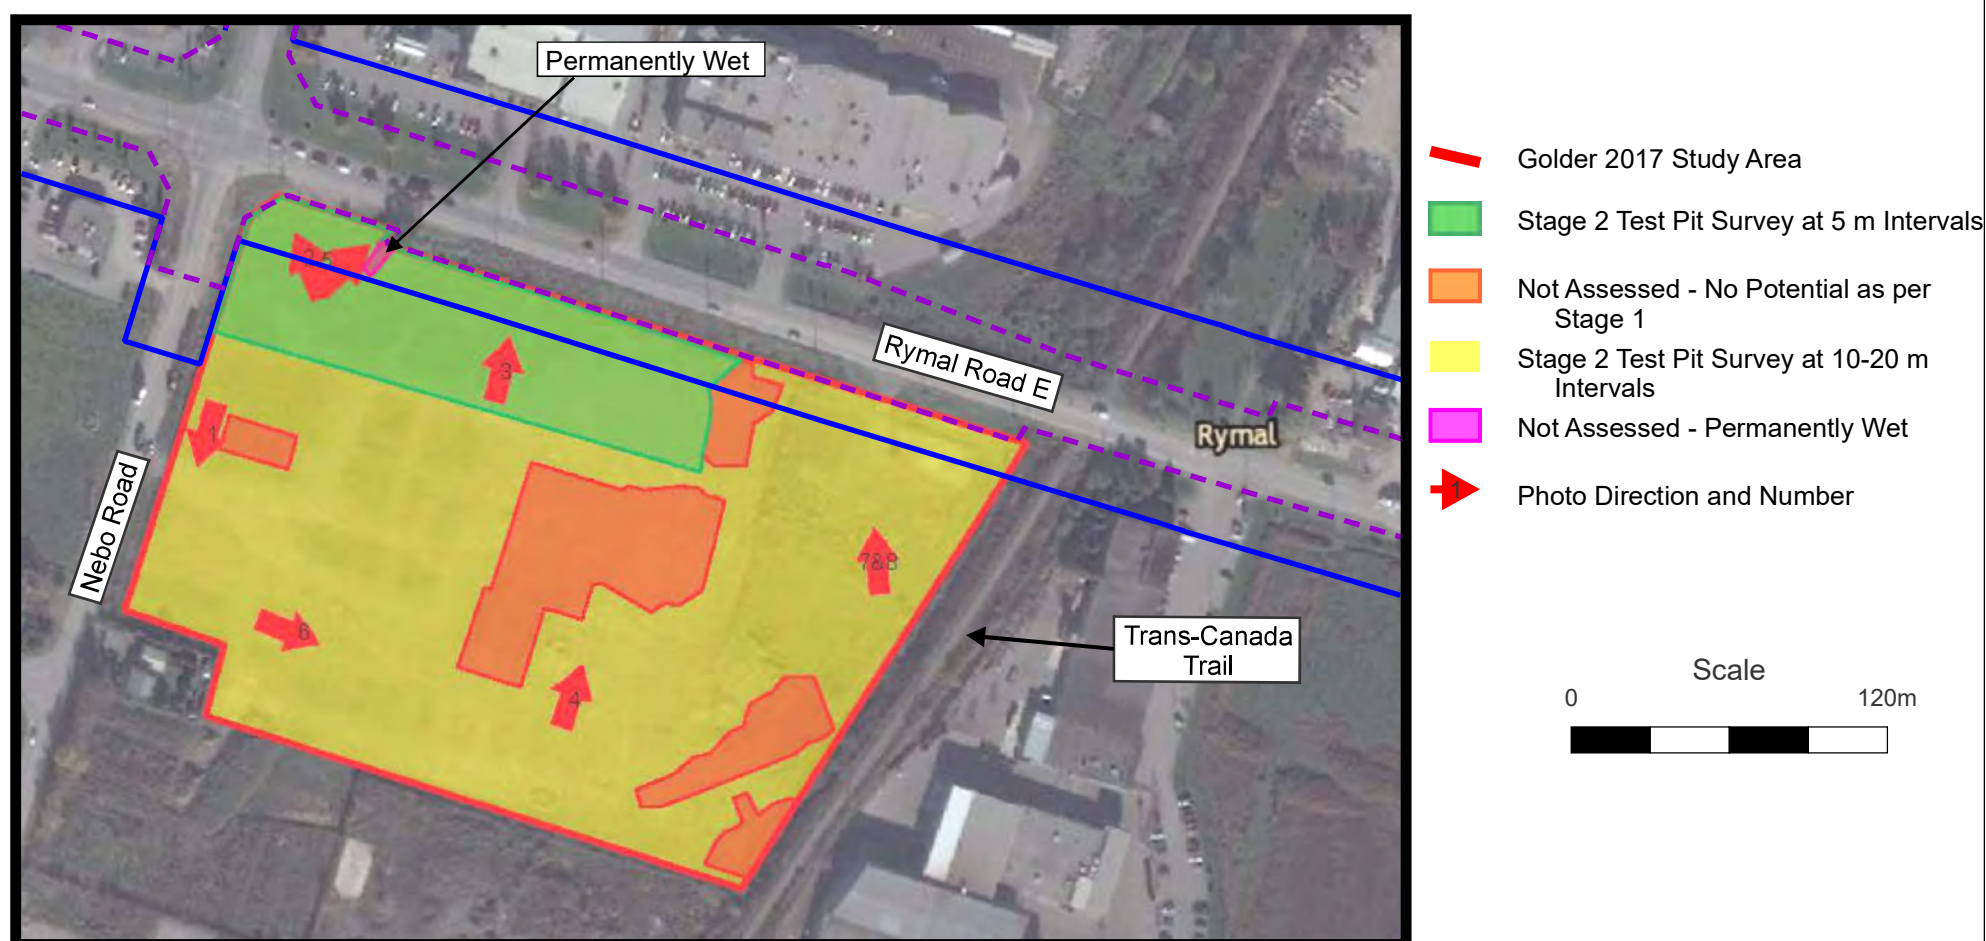 Permanently Wet
Rymal Road E
Rymal
Nebo Road
Trans-Canada
Trail
3
1
7&8
6
4
Golder 2017 Study Area
Stage 2 Test Pit Survey at 5 m Intervals
Not Assessed - No Potential as per
Stage 1
Stage 2 Test Pit Survey at 10-20 m
Intervals
Not Assessed - Permanently Wet
1
Photo Direction and Number
Scale
0 120m